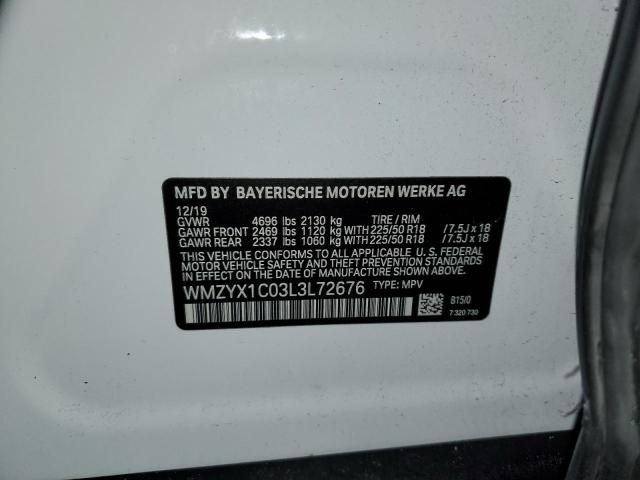 MFD BY BAYERISCHE MOTOREN WERKE AG
12/19
GVWR 4696 lbs 2130 kg TIRE / RIM
GAWR FRONT 2469 lbs 1120 kg WITH 225/50 R18 / 7.5J x 18
GAWR REAR 2337 lbs 1060 kg WITH 225/50 R18 / 7.5J x 18
THIS VEHICLE CONFORMS TO ALL APPLICABLE U. S. FEDERAL
MOTOR VEHICLE SAFETY, BUMPER, AND THEFT PREVENTION STANDARDS
IN EFFECT ON THE DATE OF MANUFACTURE SHOWN ABOVE.
WMZYX1C03L3L72676 TYPE: MPV
B15/0
7 320 730